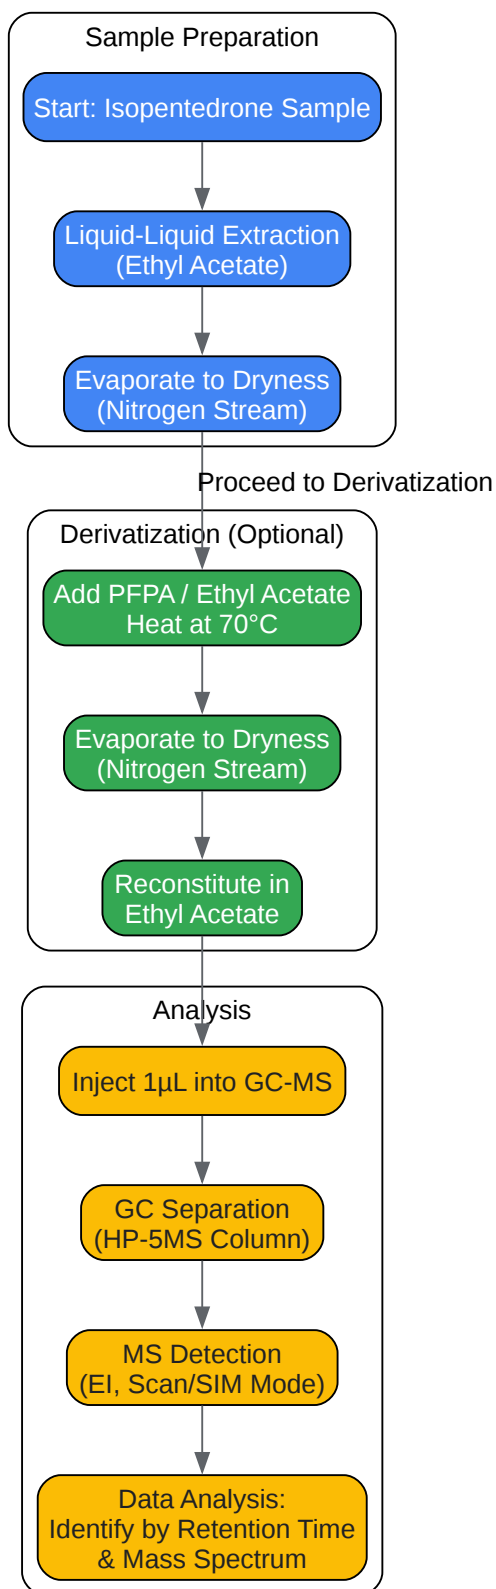 Sample Preparation
Start: Isopentedrone Sample
Liquid-Liquid Extraction
(Ethyl Acetate)
Evaporate to Dryness
(Nitrogen Stream)
Proceed to Derivatization
Derivatization (Optional)
Add PFPA / Ethyl Acetate
Heat at 70°C
Evaporate to Dryness
(Nitrogen Stream)
Reconstitute in
Ethyl Acetate
Analysis
Inject 1µL into GC-MS
GC Separation
(HP-5MS Column)
MS Detection
(EI, Scan/SIM Mode)
Data Analysis:
Identify by Retention Time
& Mass Spectrum